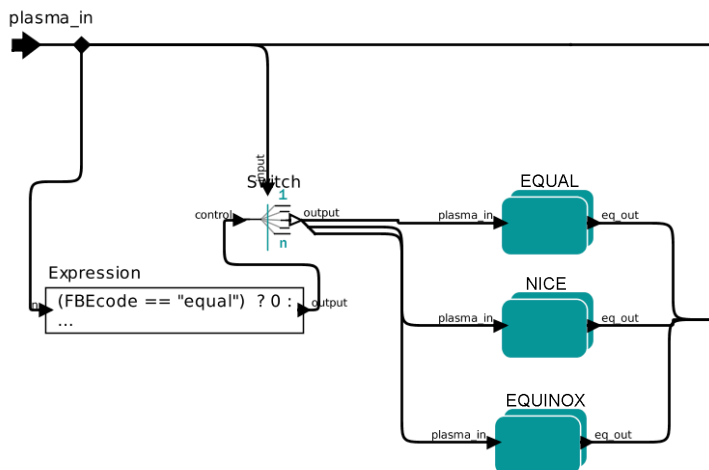 plasma_in
input
Switch
1
control
output
n
EQUAL
plasma_in
eq_out
Expression
in
(FBEcode == "equal")  ? 0 :
...
output
NICE
plasma_in
eq_out
EQUINOX
plasma_in
eq_out